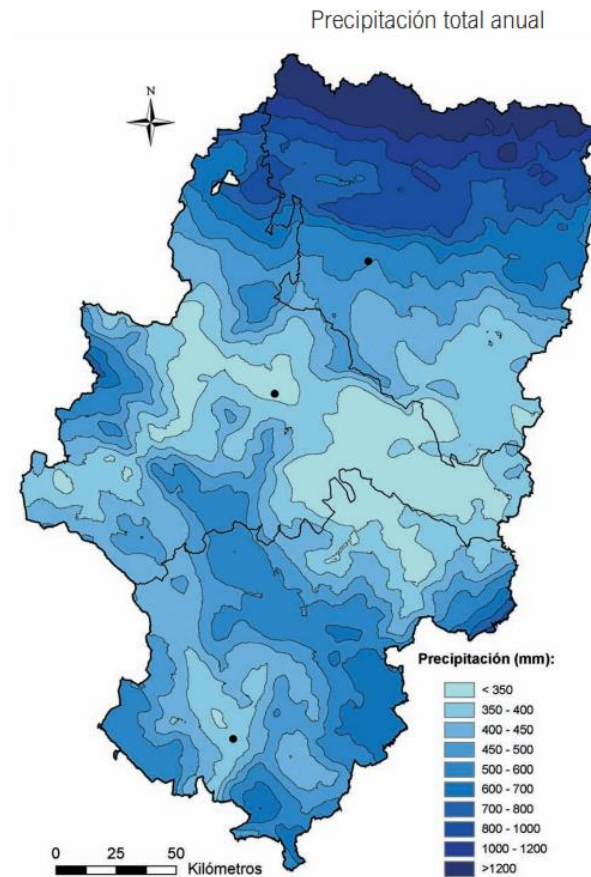 Precipitación total anual
N
Precipitación (mm):
< 350
350 - 400
400 - 450
450 - 500
500 - 600
600 - 700
700 - 800
800 - 1000
1000 - 1200
>1200
0 25 50
Kilómetros